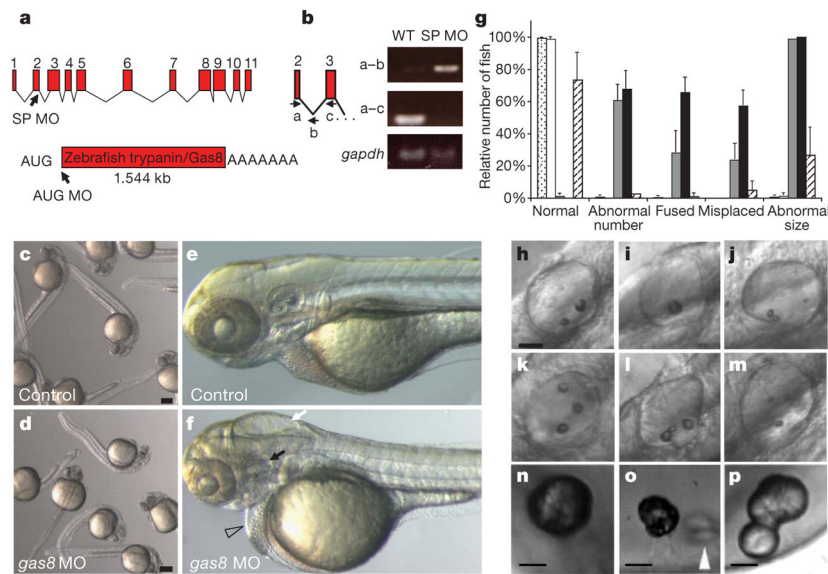 a
1 2 3 4 5 6 7 8 9 10 11
SP MO
AUG Zebrafish trypanin/Gas8 AAAAAAA
1.544 kb
AUG MO
b
WT SP MO
2 3
a–b
a
b
c
. . .
a–c
gapdh
g
Relative number of fish
100%
80%
60%
40%
20%
0%
Normal
Abnormal number
Fused
Misplaced
Abnormal size
c
Control
d
gas8 MO
e
Control
f
gas8 MO
h
i
j
k
l
m
n
o
p